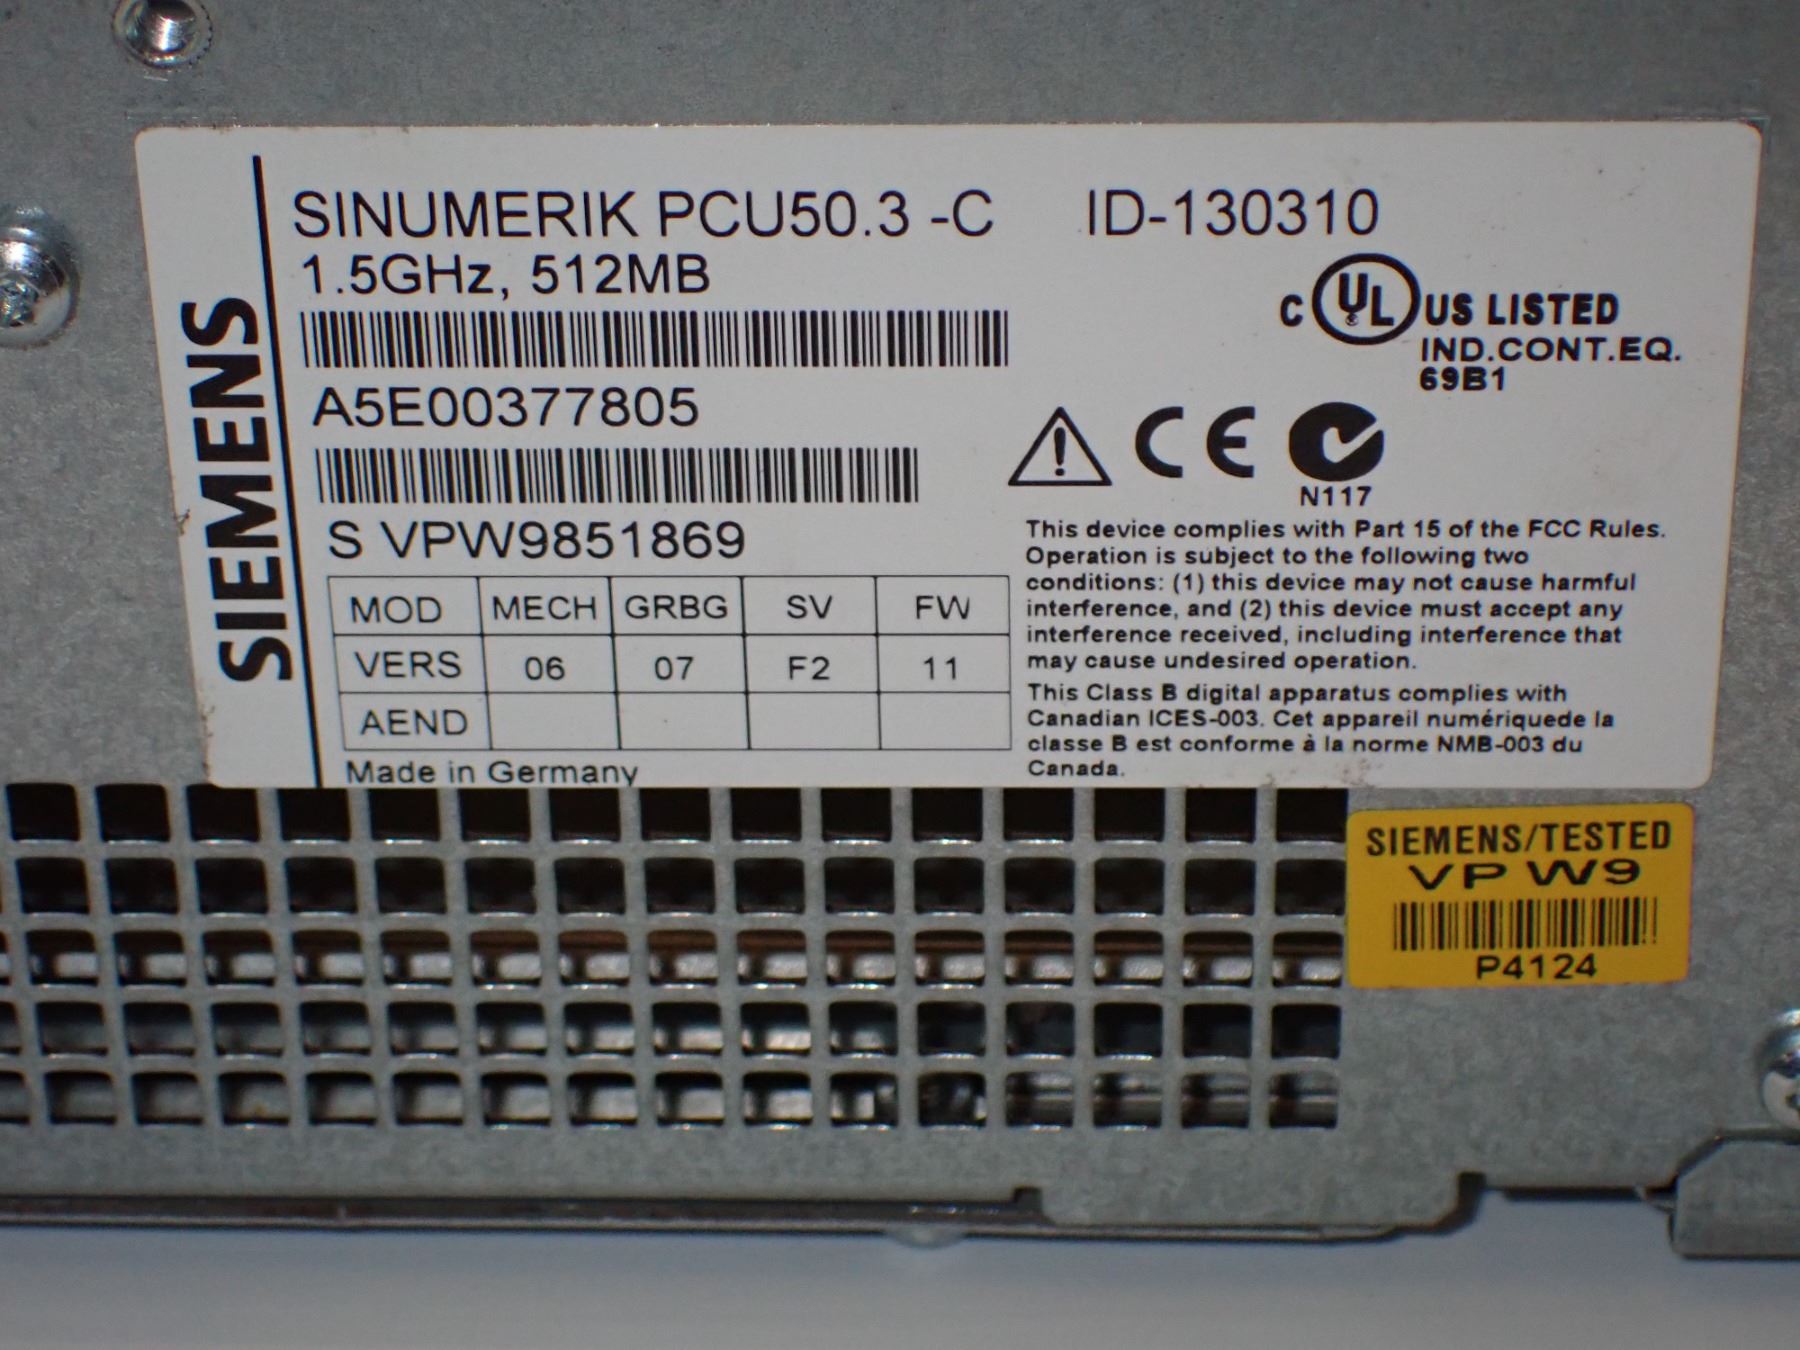 SIEMENS
SINUMERIK PCU50.3 -C ID-130310
1.5GHz, 512MB
A5E00377805
S VPW9851869
MOD MECH GRBG SV FW
VERS 06 07 F2 11
AEND
Made in Germany
C UL US LISTED
IND.CONT.EQ.
69B1
CE
N117
This device complies with Part 15 of the FCC Rules.
Operation is subject to the following two
conditions: (1) this device may not cause harmful
interference, and (2) this device must accept any
interference received, including interference that
may cause undesired operation.
This Class B digital apparatus complies with
Canadian ICES-003. Cet appareil numériquede la
classe B est conforme à la norme NMB-003 du
Canada.
SIEMENS/TESTED
VP W9
P4124